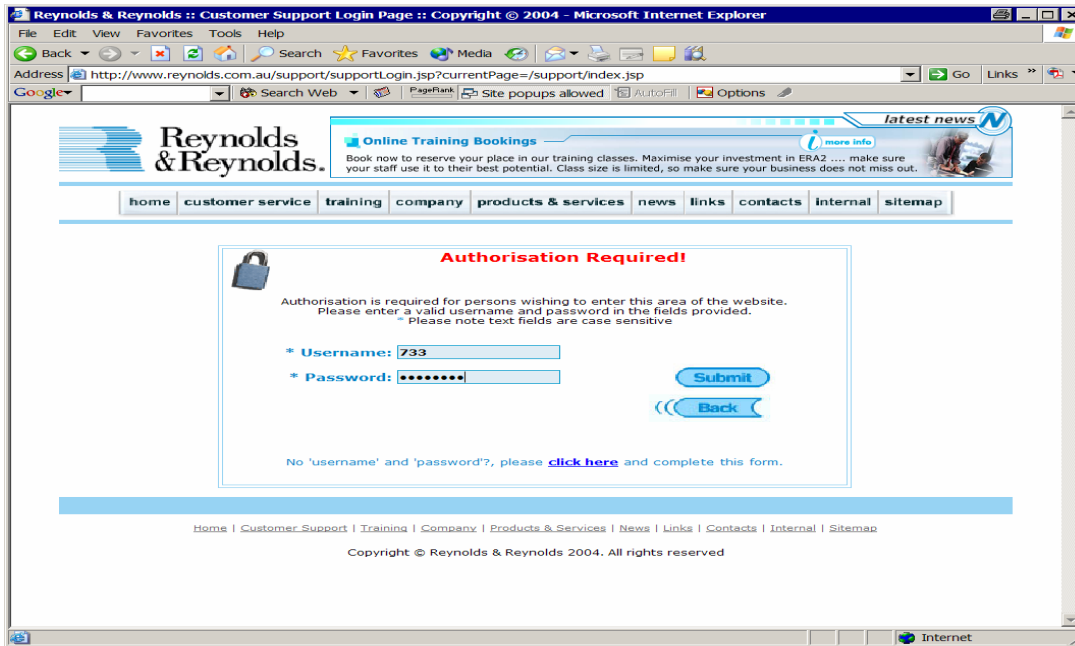 Reynolds & Reynolds :: Customer Support Login Page :: Copyright © 2004 - Microsoft Internet Explorer
File Edit View Favorites Tools Help
Back Search Favorites Media
Address http://www.reynolds.com.au/support/supportLogin.jsp?currentPage=/support/index.jsp Go Links »
Google Search Web PageRank Site popups allowed AutoFill Options
latest news N
Reynolds
&Reynolds.
Online Training Bookings
i more info
Book now to reserve your place in our training classes. Maximise your investment in ERA2 .... make sure
your staff use it to their best potential. Class size is limited, so make sure your business does not miss out.
home customer service training company products & services news links contacts internal sitemap
Authorisation Required!
Authorisation is required for persons wishing to enter this area of the website.
Please enter a valid username and password in the fields provided.
* Please note text fields are case sensitive
* Username: 733
* Password: ••••••••
Submit
Back
No 'username' and 'password'?, please click here and complete this form.
Home | Customer Support | Training | Company | Products & Services | News | Links | Contacts | Internal | Sitemap
Copyright © Reynolds & Reynolds 2004. All rights reserved
Internet